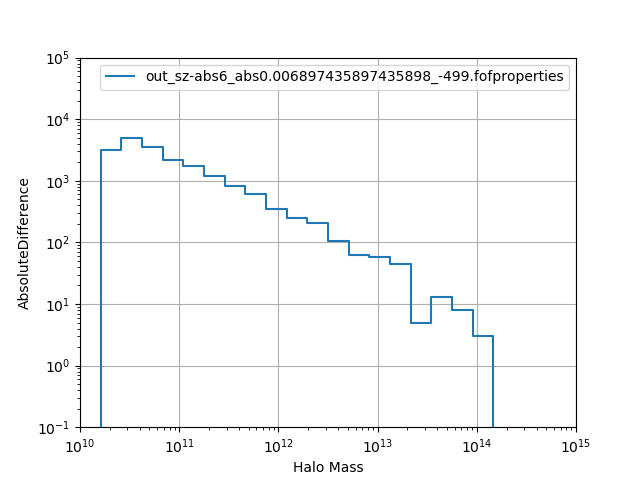 out_sz-abs6_abs0.006897435897435898_-499.fofproperties
10^5
10^4
10^3
10^2
10^1
10^0
10^-1
AbsoluteDifference
10^10 10^11 10^12 10^13 10^14 10^15
Halo Mass